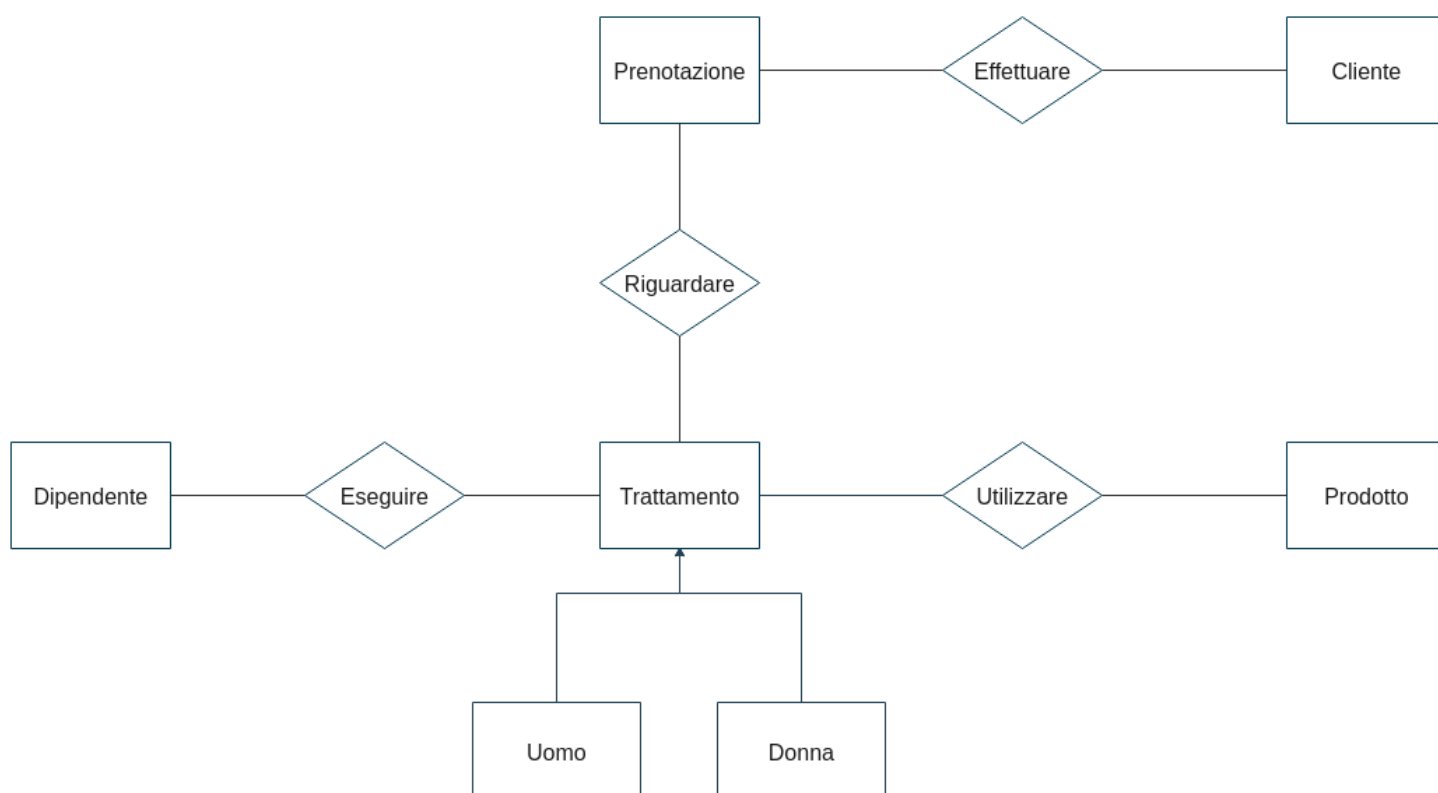 Prenotazione
Effettuare
Cliente
Riguardare
Dipendente
Eseguire
Trattamento
Utilizzare
Prodotto
Uomo
Donna